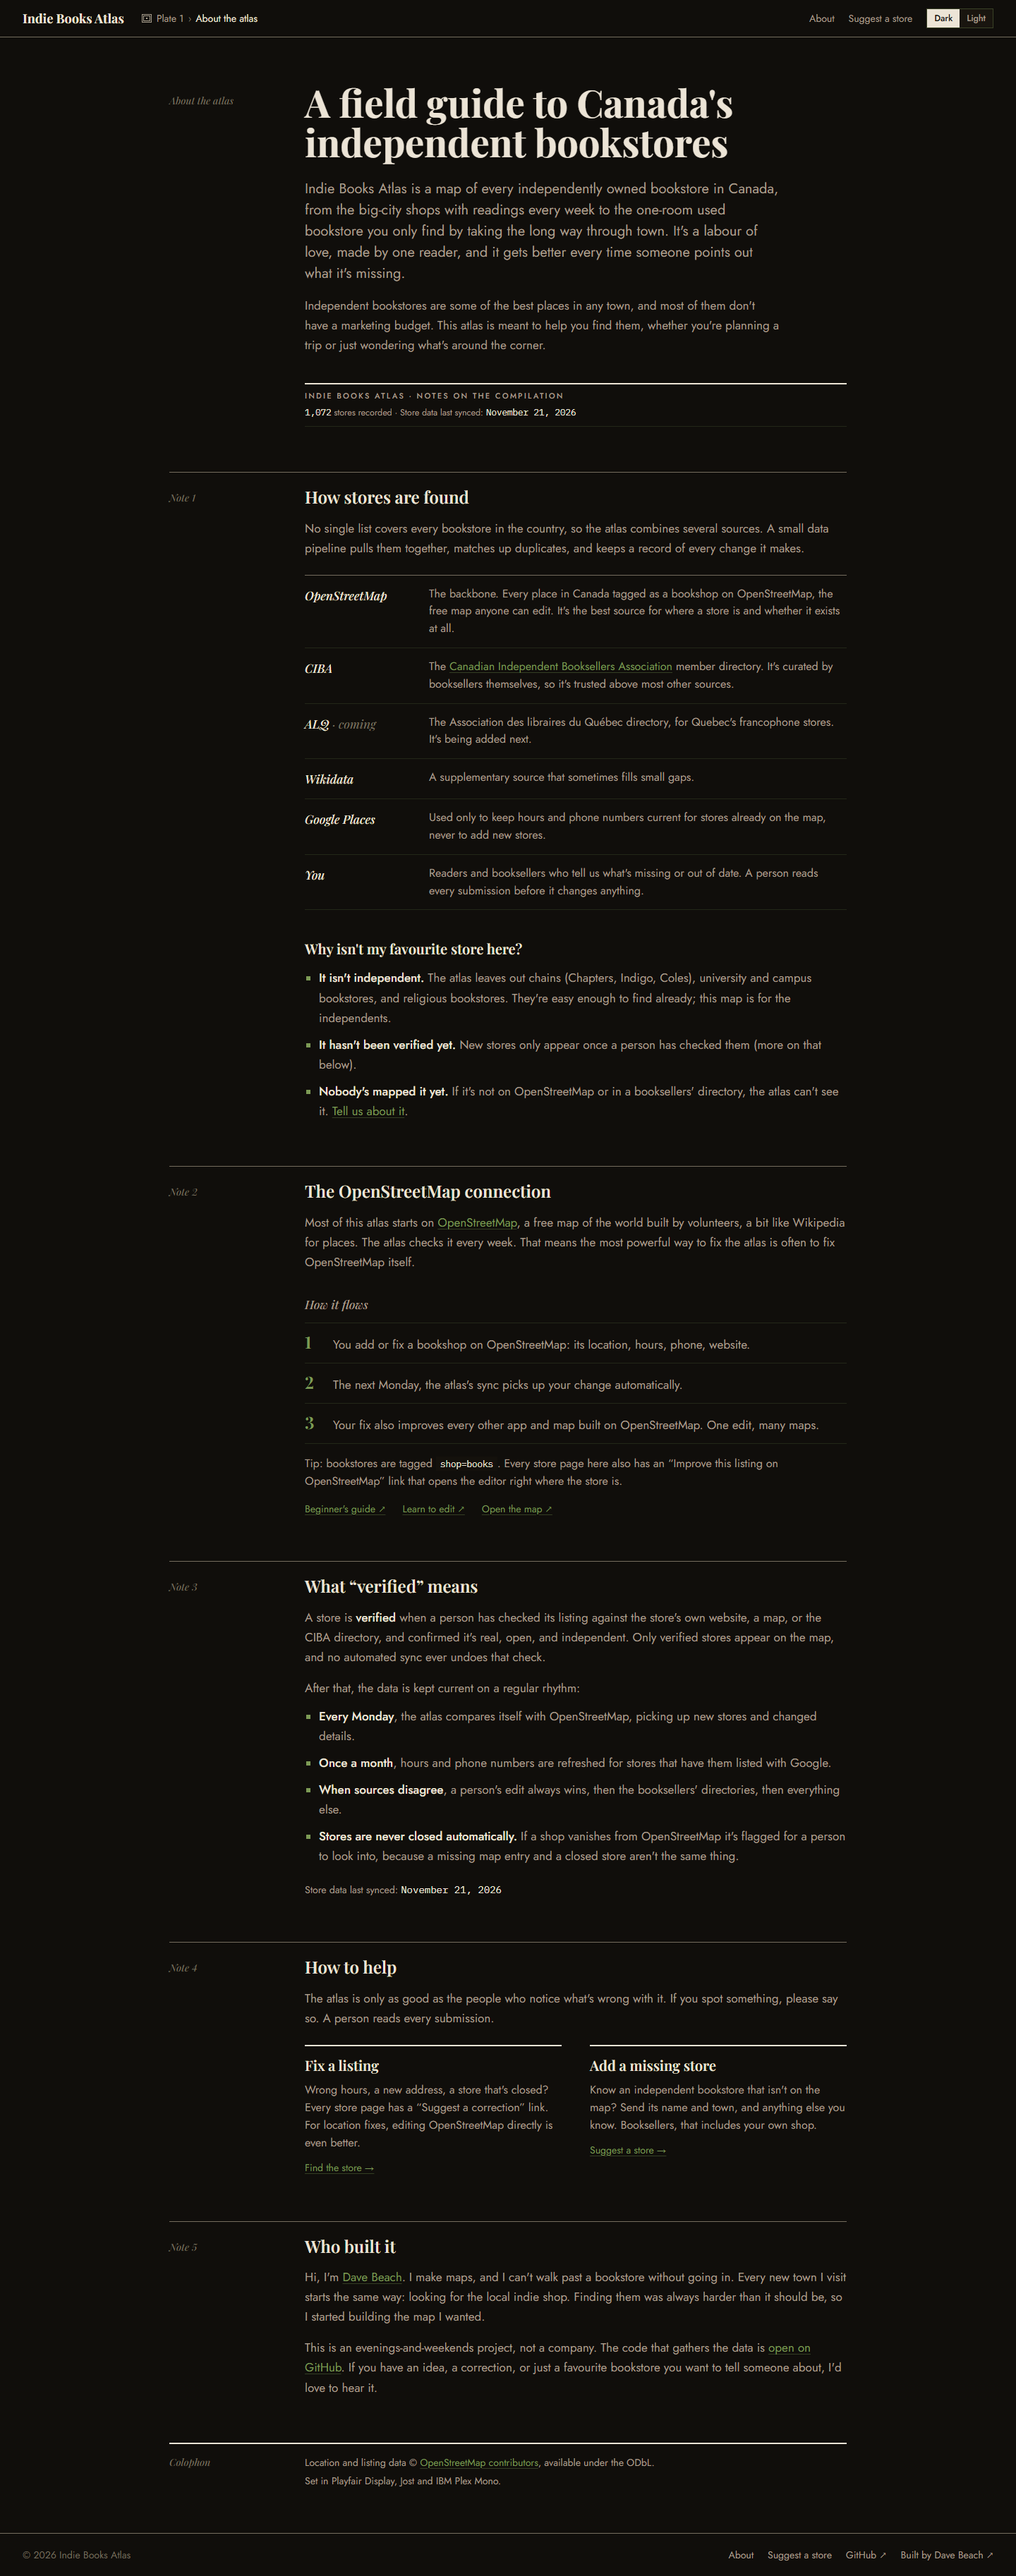 Indie Books Atlas
Plate 1 › About the atlas
About
Suggest a store
Dark
Light
About the atlas
A field guide to Canada's
independent bookstores
Indie Books Atlas is a map of every independently owned bookstore in Canada,
from the big-city shops with readings every week to the one-room used
bookstore you only find by taking the long way through town. It's a labour of
love, made by one reader, and it gets better every time someone points out
what it's missing.
Independent bookstores are some of the best places in any town, and most of them don't
have a marketing budget. This atlas is meant to help you find them, whether you're planning a
trip or just wondering what's around the corner.
INDIE BOOKS ATLAS · NOTES ON THE COMPILATION
1,072 stores recorded · Store data last synced: November 21, 2026
Note 1
How stores are found
No single list covers every bookstore in the country, so the atlas combines several sources. A small data
pipeline pulls them together, matches up duplicates, and keeps a record of every change it makes.
OpenStreetMap
The backbone. Every place in Canada tagged as a bookshop on OpenStreetMap, the
free map anyone can edit. It's the best source for where a store is and whether it exists
at all.
CIBA
The Canadian Independent Booksellers Association member directory. It's curated by
booksellers themselves, so it's trusted above most other sources.
ALQ · coming
The Association des libraires du Québec directory, for Quebec's francophone stores.
It's being added next.
Wikidata
A supplementary source that sometimes fills small gaps.
Google Places
Used only to keep hours and phone numbers current for stores already on the map,
never to add new stores.
You
Readers and booksellers who tell us what's missing or out of date. A person reads
every submission before it changes anything.
Why isn't my favourite store here?
It isn't independent. The atlas leaves out chains (Chapters, Indigo, Coles), university and campus
bookstores, and religious bookstores. They're easy enough to find already; this map is for the
independents.
It hasn't been verified yet. New stores only appear once a person has checked them (more on that
below).
Nobody's mapped it yet. If it's not on OpenStreetMap or in a booksellers' directory, the atlas can't see
it. Tell us about it.
Note 2
The OpenStreetMap connection
Most of this atlas starts on OpenStreetMap, a free map of the world built by volunteers, a bit like Wikipedia
for places. The atlas checks it every week. That means the most powerful way to fix the atlas is often to fix
OpenStreetMap itself.
How it flows
1 You add or fix a bookshop on OpenStreetMap: its location, hours, phone, website.
2 The next Monday, the atlas's sync picks up your change automatically.
3 Your fix also improves every other app and map built on OpenStreetMap. One edit, many maps.
Tip: bookstores are tagged shop=books . Every store page here also has an “Improve this listing on
OpenStreetMap” link that opens the editor right where the store is.
Beginner's guide ↗ Learn to edit ↗ Open the map ↗
Note 3
What “verified” means
A store is verified when a person has checked its listing against the store's own website, a map, or the
CIBA directory, and confirmed it's real, open, and independent. Only verified stores appear on the map,
and no automated sync ever undoes that check.
After that, the data is kept current on a regular rhythm:
Every Monday, the atlas compares itself with OpenStreetMap, picking up new stores and changed
details.
Once a month, hours and phone numbers are refreshed for stores that have them listed with Google.
When sources disagree, a person's edit always wins, then the booksellers' directories, then everything
else.
Stores are never closed automatically. If a shop vanishes from OpenStreetMap it's flagged for a person
to look into, because a missing map entry and a closed store aren't the same thing.
Store data last synced: November 21, 2026
Note 4
How to help
The atlas is only as good as the people who notice what's wrong with it. If you spot something, please say
so. A person reads every submission.
Fix a listing
Wrong hours, a new address, a store that's closed?
Every store page has a “Suggest a correction” link.
For location fixes, editing OpenStreetMap directly is
even better.
Find the store →
Add a missing store
Know an independent bookstore that isn't on the
map? Send its name and town, and anything else you
know. Booksellers, that includes your own shop.
Suggest a store →
Note 5
Who built it
Hi, I'm Dave Beach. I make maps, and I can't walk past a bookstore without going in. Every new town I visit
starts the same way: looking for the local indie shop. Finding them was always harder than it should be, so
I started building the map I wanted.
This is an evenings-and-weekends project, not a company. The code that gathers the data is open on
GitHub. If you have an idea, a correction, or just a favourite bookstore you want to tell someone about, I'd
love to hear it.
Colophon
Location and listing data © OpenStreetMap contributors, available under the ODbL.
Set in Playfair Display, Jost and IBM Plex Mono.
© 2026 Indie Books Atlas
About
Suggest a store
GitHub ↗
Built by Dave Beach ↗